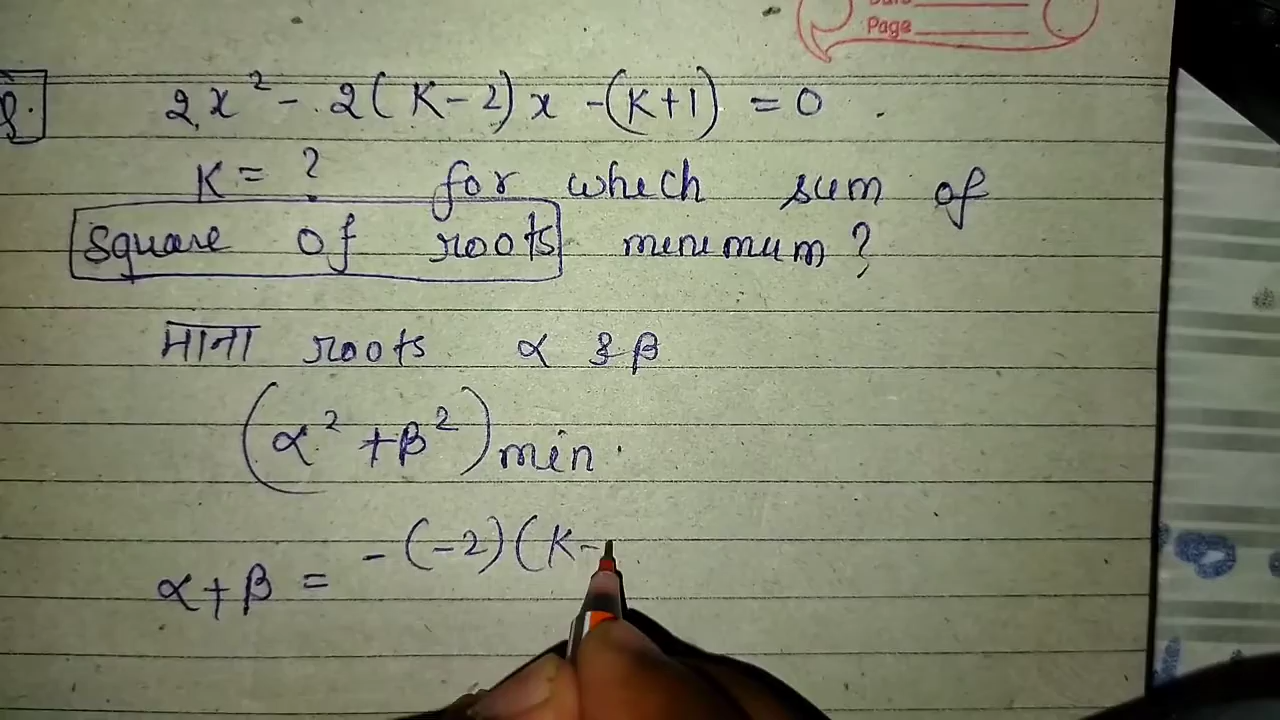 Page
Q. 2x² - 2(K-2)x - (K+1) = 0
K = ? for which sum of
square of roots minimum?
माना roots α & β
(α² + β²) min.
α + β = -(-2)(K-